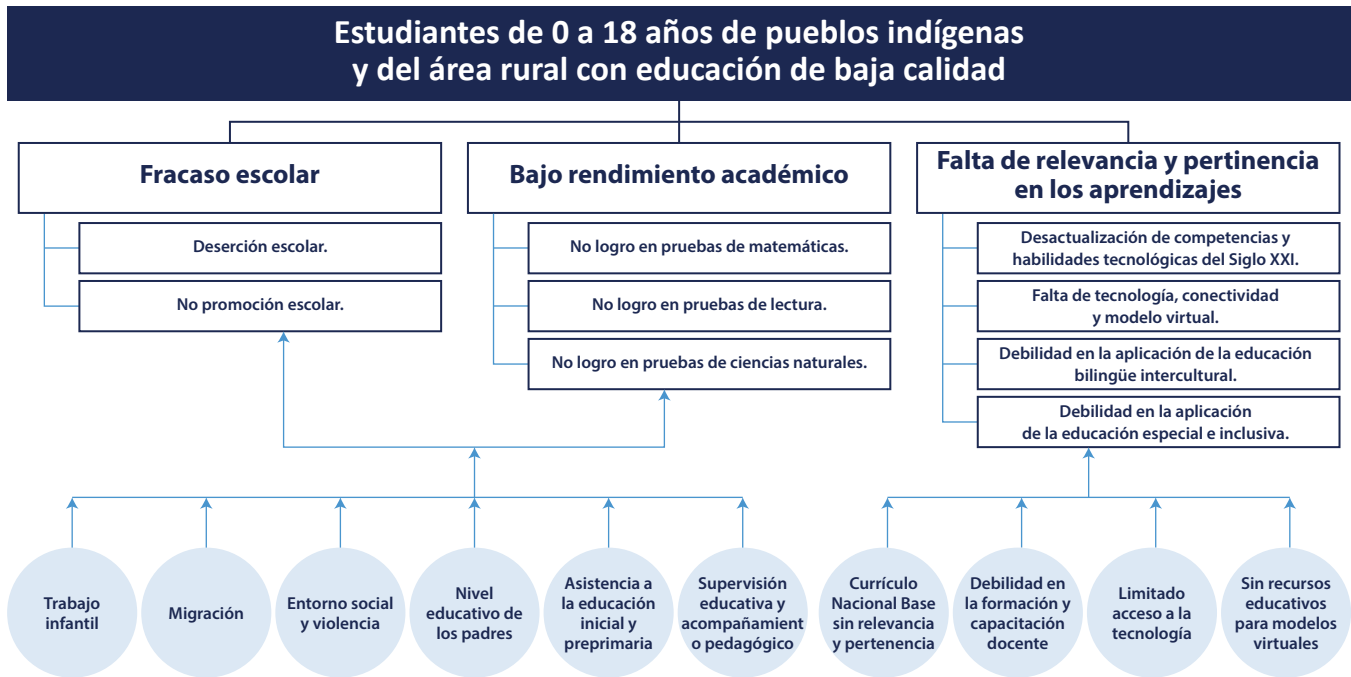 Estudiantes de 0 a 18 años de pueblos indígenas
y del área rural con educación de baja calidad
Fracaso escolar
Deserción escolar.
No promoción escolar.
Bajo rendimiento académico
No logro en pruebas de matemáticas.
No logro en pruebas de lectura.
No logro en pruebas de ciencias naturales.
Falta de relevancia y pertinencia
en los aprendizajes
Desactualización de competencias y
habilidades tecnológicas del Siglo XXI.
Falta de tecnología, conectividad
y modelo virtual.
Debilidad en la aplicación de la educación
bilingüe intercultural.
Debilidad en la aplicación
de la educación especial e inclusiva.
Trabajo
infantil
Migración
Entorno social
y violencia
Nivel
educativo de
los padres
Asistencia a
la educación
inicial y
preprimaria
Supervisión
educativa y
acompañamient
o pedagógico
Currículo
Nacional Base
sin relevancia
y pertenencia
Debilidad en
la formación y
capacitación
docente
Limitado
acceso a la
tecnología
Sin recursos
educativos
para modelos
virtuales